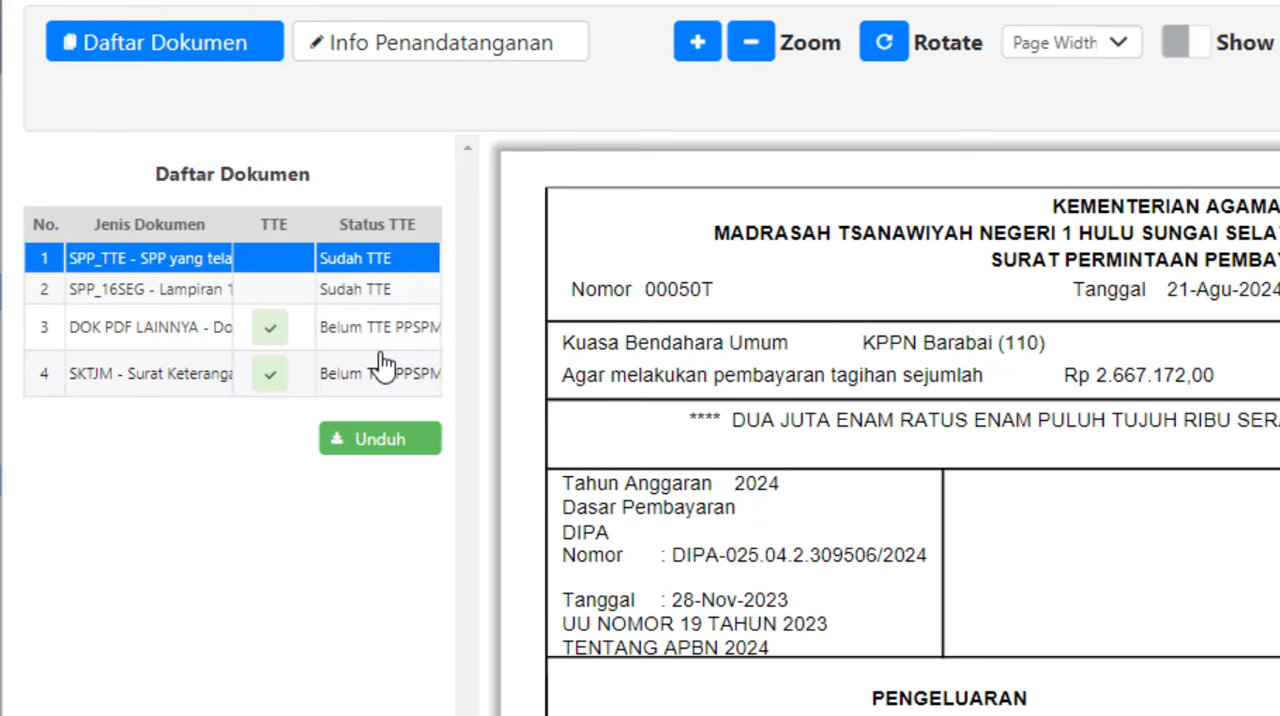 Daftar Dokumen
Info Penandatanganan
Zoom
Rotate
Page Width
Show
Daftar Dokumen
No. Jenis Dokumen TTE Status TTE
1 SPP_TTE - SPP yang tela Sudah TTE
2 SPP_16SEG - Lampiran 1 Sudah TTE
3 DOK PDF LAINNYA - Do Belum TTE PPSPM
4 SKTJM - Surat Keteranga Belum PPSPM
Unduh
KEMENTERIAN AGAMA
MADRASAH TSANAWIYAH NEGERI 1 HULU SUNGAI SELA
SURAT PERMINTAAN PEMBA
Nomor 00050T Tanggal 21-Agu-2024
Kuasa Bendahara Umum KPPN Barabai (110)
Agar melakukan pembayaran tagihan sejumlah Rp 2.667.172,00
**** DUA JUTA ENAM RATUS ENAM PULUH TUJUH RIBU SERA
Tahun Anggaran 2024
Dasar Pembayaran
DIPA
Nomor : DIPA-025.04.2.309506/2024
Tanggal : 28-Nov-2023
UU NOMOR 19 TAHUN 2023
TENTANG APBN 2024
PENGELUARAN